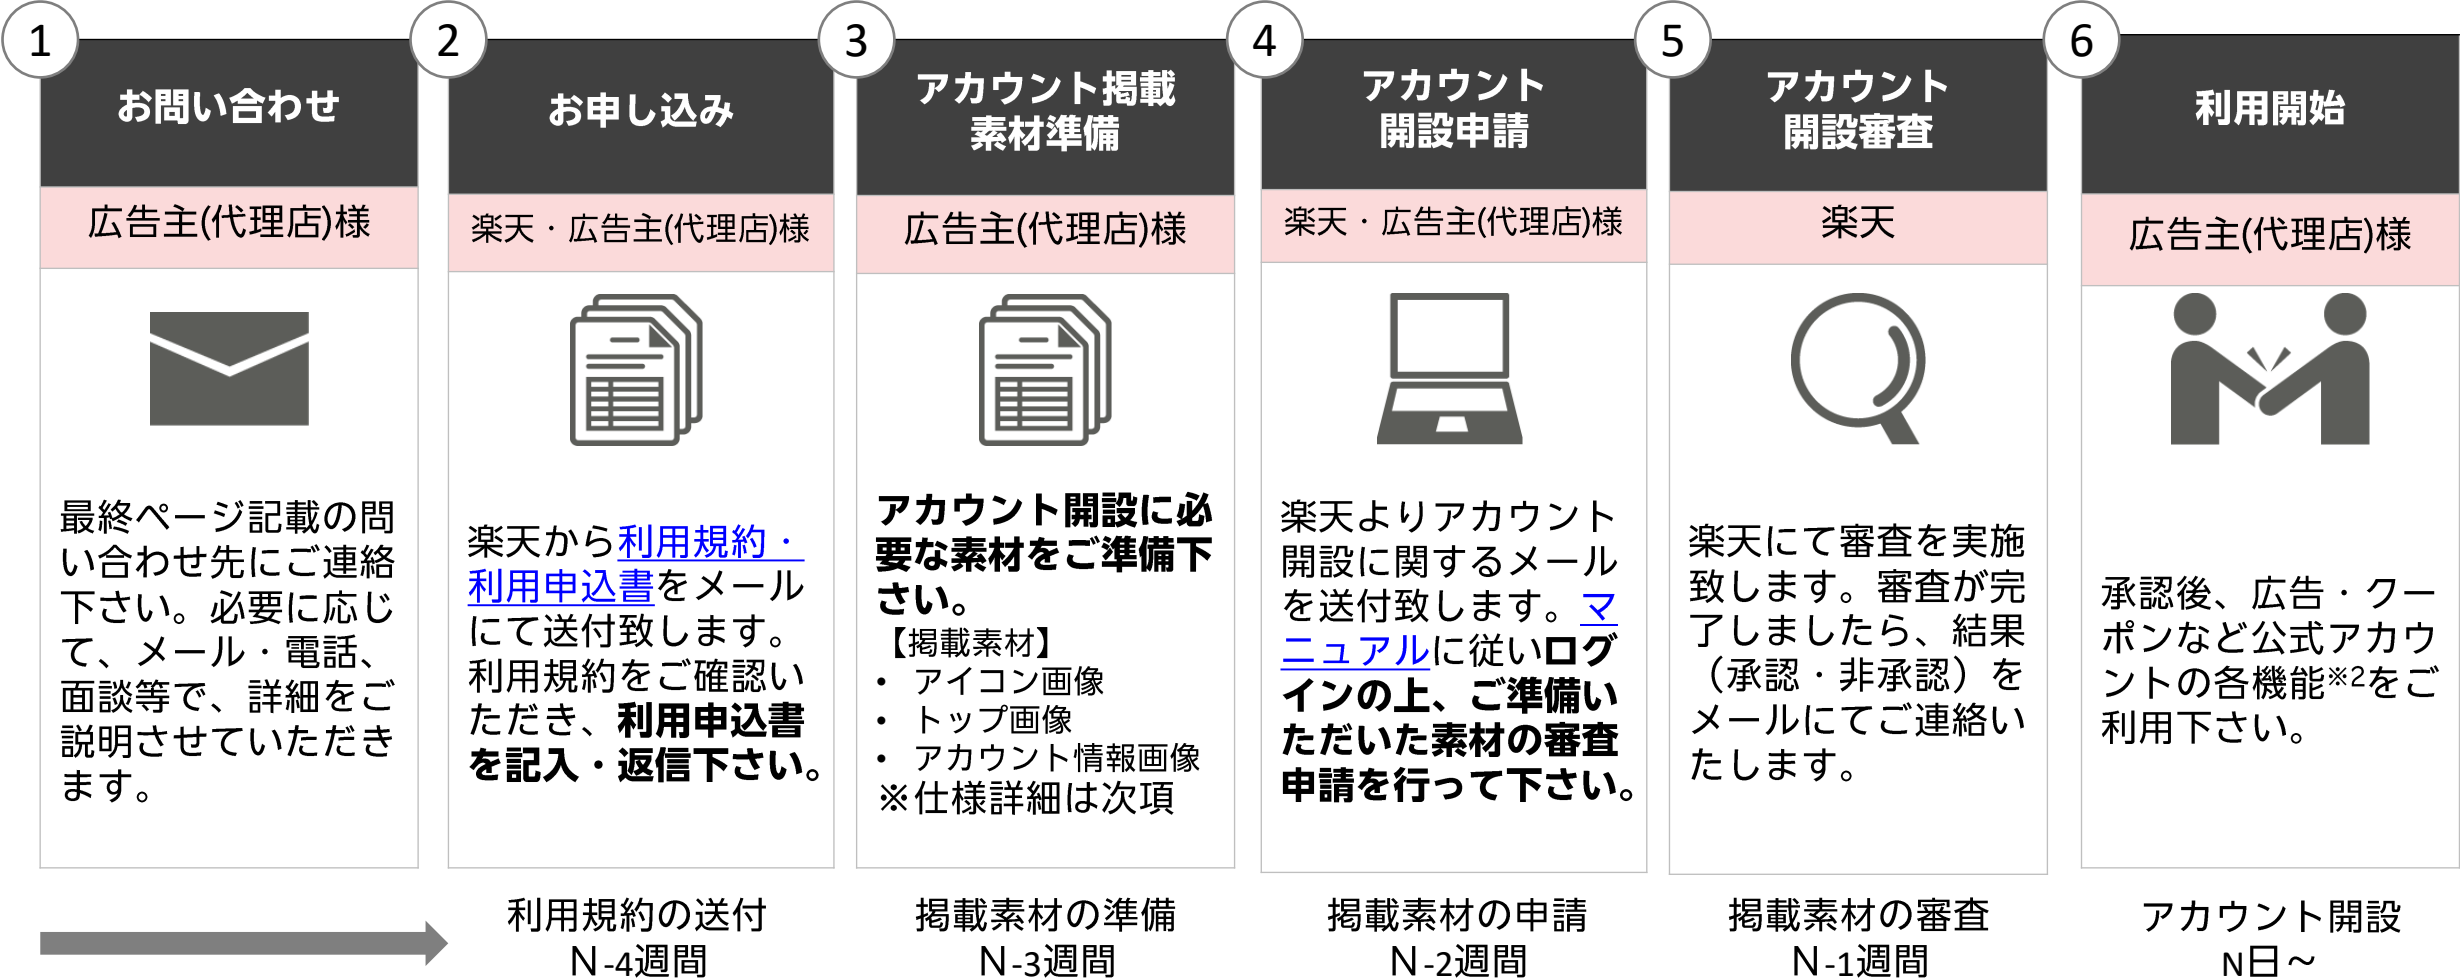 1
お問い合わせ
広告主(代理店)様
最終ページ記載の問
い合わせ先にご連絡
下さい。必要に応じ
て、メール・電話、
面談等で、詳細をご
説明させていただき
ます。
2
お申し込み
楽天・広告主(代理店)様
楽天から利用規約・
利用申込書をメール
にて送付致します。
利用規約をご確認い
ただき、利用申込書
を記入・返信下さい。
利用規約の送付
N-4週間
3
アカウント掲載
素材準備
広告主(代理店)様
アカウント開設に必
要な素材をご準備下
さい。
【掲載素材】
• アイコン画像
• トップ画像
• アカウント情報画像
※仕様詳細は次項
掲載素材の準備
N-3週間
4
アカウント
開設申請
楽天・広告主(代理店)様
楽天よりアカウント
開設に関するメール
を送付致します。マ
ニュアルに従いログ
インの上、ご準備い
ただいた素材の審査
申請を行って下さい。
掲載素材の申請
N-2週間
5
アカウント
開設審査
楽天
楽天にて審査を実施
致します。審査が完
了しましたら、結果
（承認・非承認）を
メールにてご連絡い
たします。
掲載素材の審査
N-1週間
6
利用開始
広告主(代理店)様
承認後、広告・クー
ポンなど公式アカウ
ントの各機能※2をご
利用下さい。
アカウント開設
N日～